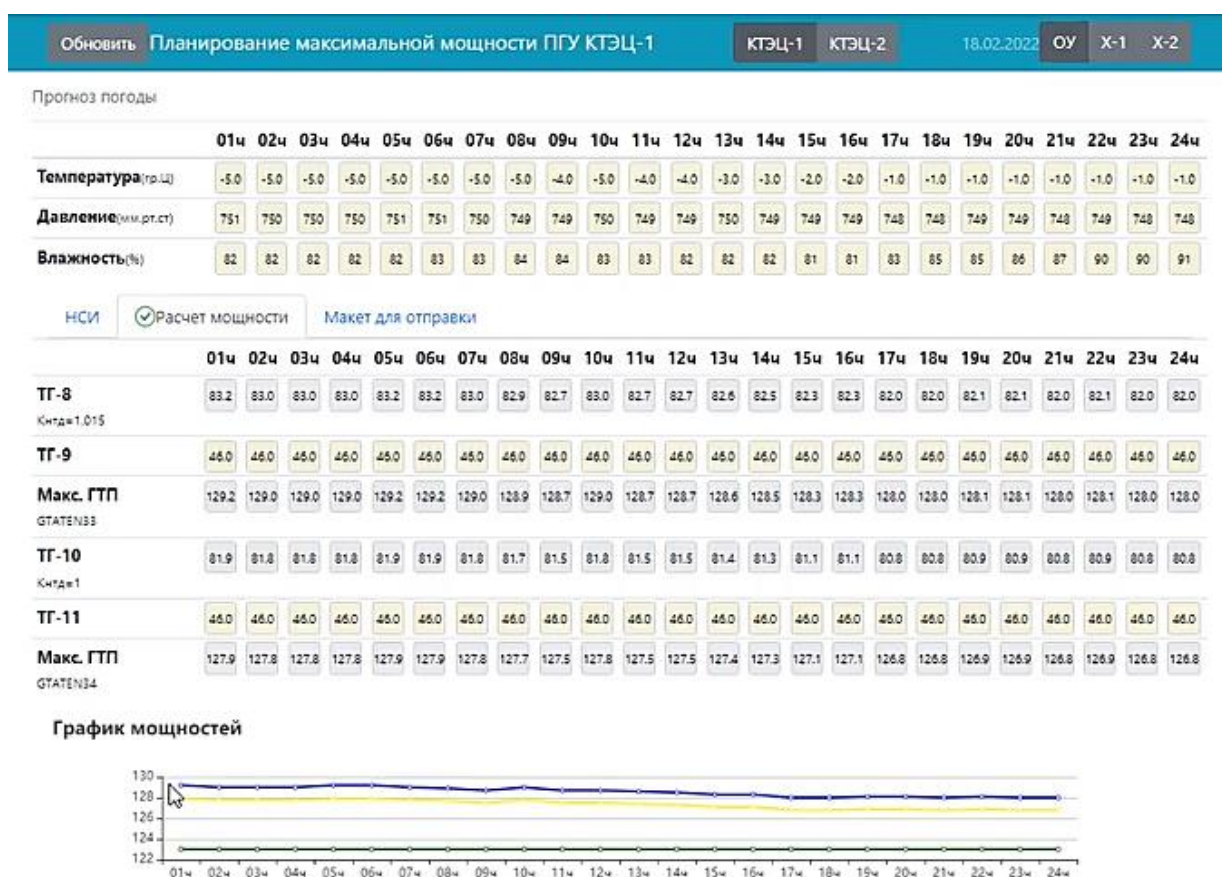 Обновить Планирование максимальной мощности ПГУ КТЭЦ-1 КТЭЦ-1 КТЭЦ-2 18.02.2022 ОУ Х-1 Х-2
Прогноз погоды
01ч 02ч 03ч 04ч 05ч 06ч 07ч 08ч 09ч 10ч 11ч 12ч 13ч 14ч 15ч 16ч 17ч 18ч 19ч 20ч 21ч 22ч 23ч 24ч
Температура(гр.Ц) -5.0 -5.0 -5.0 -5.0 -5.0 -5.0 -5.0 -5.0 -4.0 -5.0 -4.0 -4.0 -3.0 -3.0 -2.0 -2.0 -1.0 -1.0 -1.0 -1.0 -1.0 -1.0 -1.0 -1.0
Давление(мм.рт.ст) 751 750 750 750 751 751 750 749 749 750 749 749 750 749 749 749 748 748 749 749 748 749 748 748
Влажность(%) 82 82 82 82 82 83 83 84 84 83 83 82 82 82 81 81 83 85 85 86 87 90 90 91
НСИ Расчет мощности Макет для отправки
01ч 02ч 03ч 04ч 05ч 06ч 07ч 08ч 09ч 10ч 11ч 12ч 13ч 14ч 15ч 16ч 17ч 18ч 19ч 20ч 21ч 22ч 23ч 24ч
ТГ-8 83.2 83.0 83.0 83.0 83.2 83.2 83.0 82.9 82.7 83.0 82.7 82.7 82.6 82.5 82.3 82.3 82.0 82.0 82.1 82.1 82.0 82.1 82.0 82.0
Кнтд=1.015
ТГ-9 46.0 46.0 46.0 46.0 46.0 46.0 46.0 46.0 46.0 46.0 46.0 46.0 46.0 46.0 46.0 46.0 46.0 46.0 46.0 46.0 46.0 46.0 46.0 46.0
Макс. ГТП 129.2 129.0 129.0 129.0 129.2 129.2 129.0 128.9 128.7 129.0 128.7 128.7 128.6 128.5 128.3 128.3 128.0 128.0 128.1 128.1 128.0 128.1 128.0 128.0
GTATEN33
ТГ-10 81.9 81.8 81.8 81.8 81.9 81.9 81.8 81.7 81.5 81.8 81.5 81.5 81.4 81.3 81.1 81.1 80.8 80.8 80.9 80.9 80.8 80.9 80.8 80.8
Кнтд=1
ТГ-11 46.0 46.0 46.0 46.0 46.0 46.0 46.0 46.0 46.0 46.0 46.0 46.0 46.0 46.0 46.0 46.0 46.0 46.0 46.0 46.0 46.0 46.0 46.0 46.0
Макс. ГТП 127.9 127.8 127.8 127.8 127.9 127.9 127.8 127.7 127.5 127.8 127.5 127.5 127.4 127.3 127.1 127.1 126.8 126.8 126.9 126.9 126.8 126.9 126.8 126.8
GTATEN34
График мощностей
130
128
126
124
122
01ч 02ч 03ч 04ч 05ч 06ч 07ч 08ч 09ч 10ч 11ч 12ч 13ч 14ч 15ч 16ч 17ч 18ч 19ч 20ч 21ч 22ч 23ч 24ч